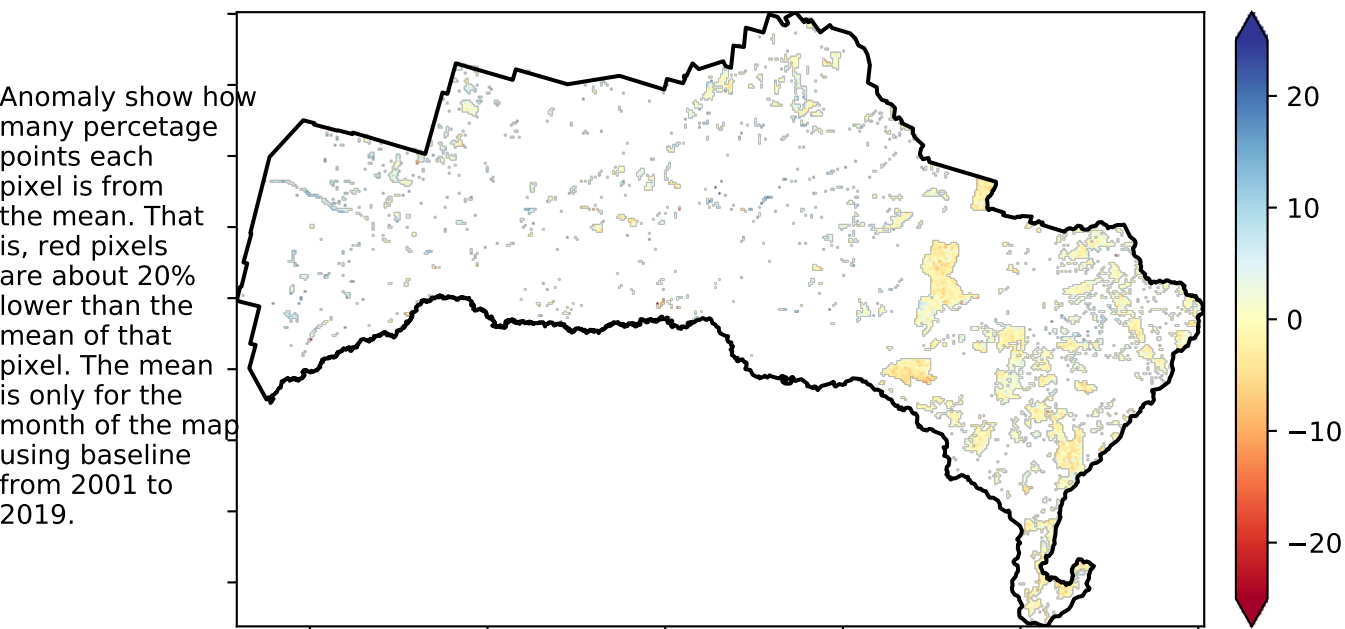 Anomaly show how
many percetage
points each
pixel is from
the mean. That
is, red pixels
are about 20%
lower than the
mean of that
pixel. The mean
is only for the
month of the map
using baseline
from 2001 to
2019.
20
10
0
−10
−20